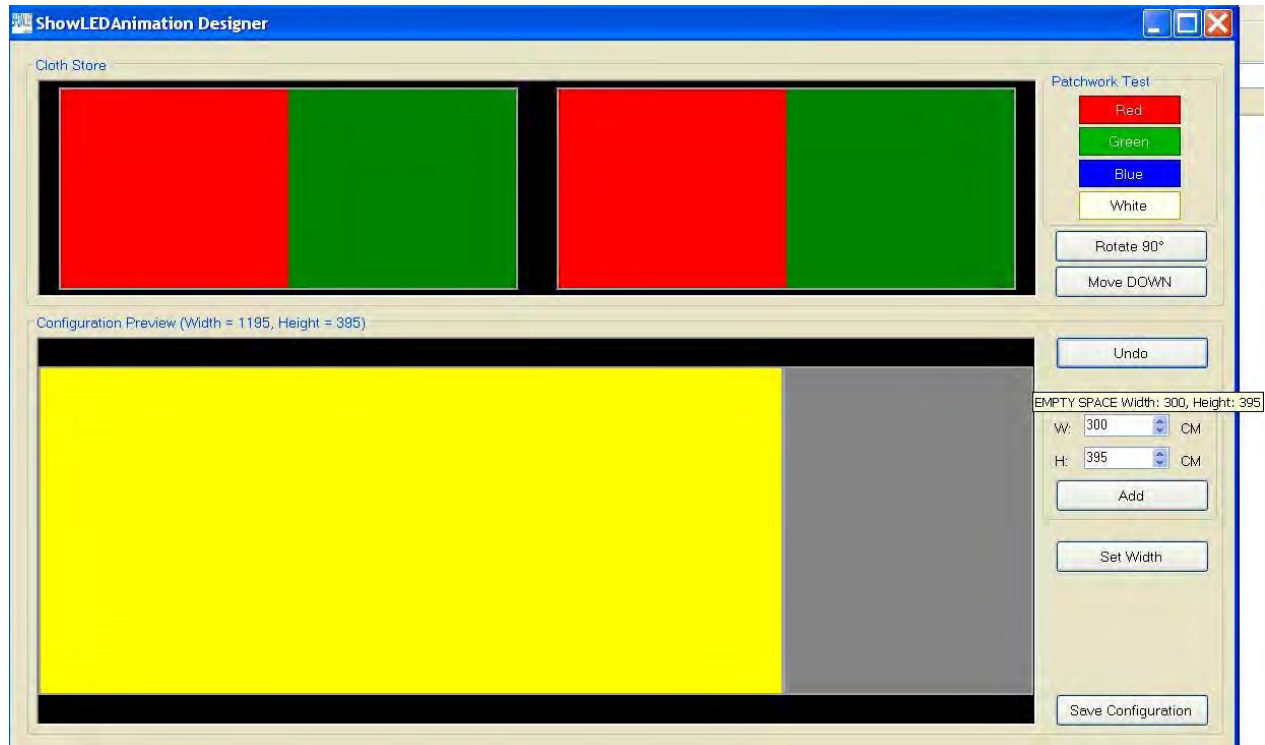 ShowLEDAnimation Designer
Cloth Store
Patchwork Test
Red
Green
Blue
White
Rotate 90°
Move DOWN
Configuration Preview (Width = 1195, Height = 395)
Undo
EMPTY SPACE Width: 300, Height: 395
W: 300 CM
H: 395 CM
Add
Set Width
Save Configuration